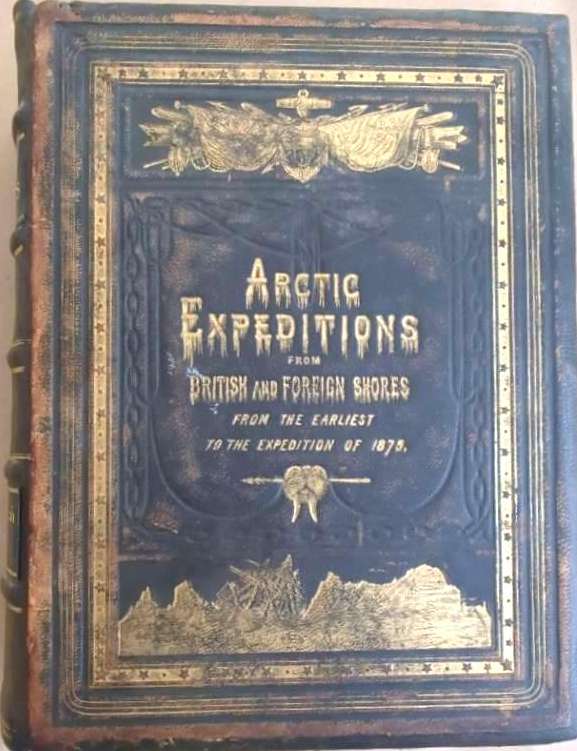 ARCTIC
EXPEDITIONS
FROM
BRITISH AND FOREIGN SHORES
FROM THE EARLIEST
TO THE EXPEDITION OF 1875.